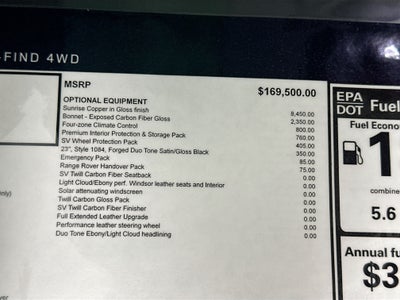 -FIND 4WD
MSRP $169,500.00
OPTIONAL EQUIPMENT
Sunrise Copper in Gloss finish 8,450.00
Bonnet - Exposed Carbon Fiber Gloss 2,350.00
Four-zone Climate Control 800.00
Premium Interior Protection & Storage Pack 760.00
SV Wheel Protection Pack 405.00
23", Style 1084, Forged Duo Tone Satin/Gloss Black 350.00
Emergency Pack 85.00
Range Rover Handover Pack 75.00
SV Twill Carbon Fiber Seatback 0.00
Light Cloud/Ebony perf. Windsor leather seats and Interior 0.00
Solar attenuating windscreen 0.00
Twill Carbon Gloss Pack 0.00
SV Twill Carbon Fiber Finisher 0.00
Full Extended Leather Upgrade 0.00
Performance leather steering wheel 0.00
Duo Tone Ebony/Light Cloud headlining 0.00
Only)
EPA
DOT Fuel
Fuel Econo
1
combine
5.6
Annual fu
$3